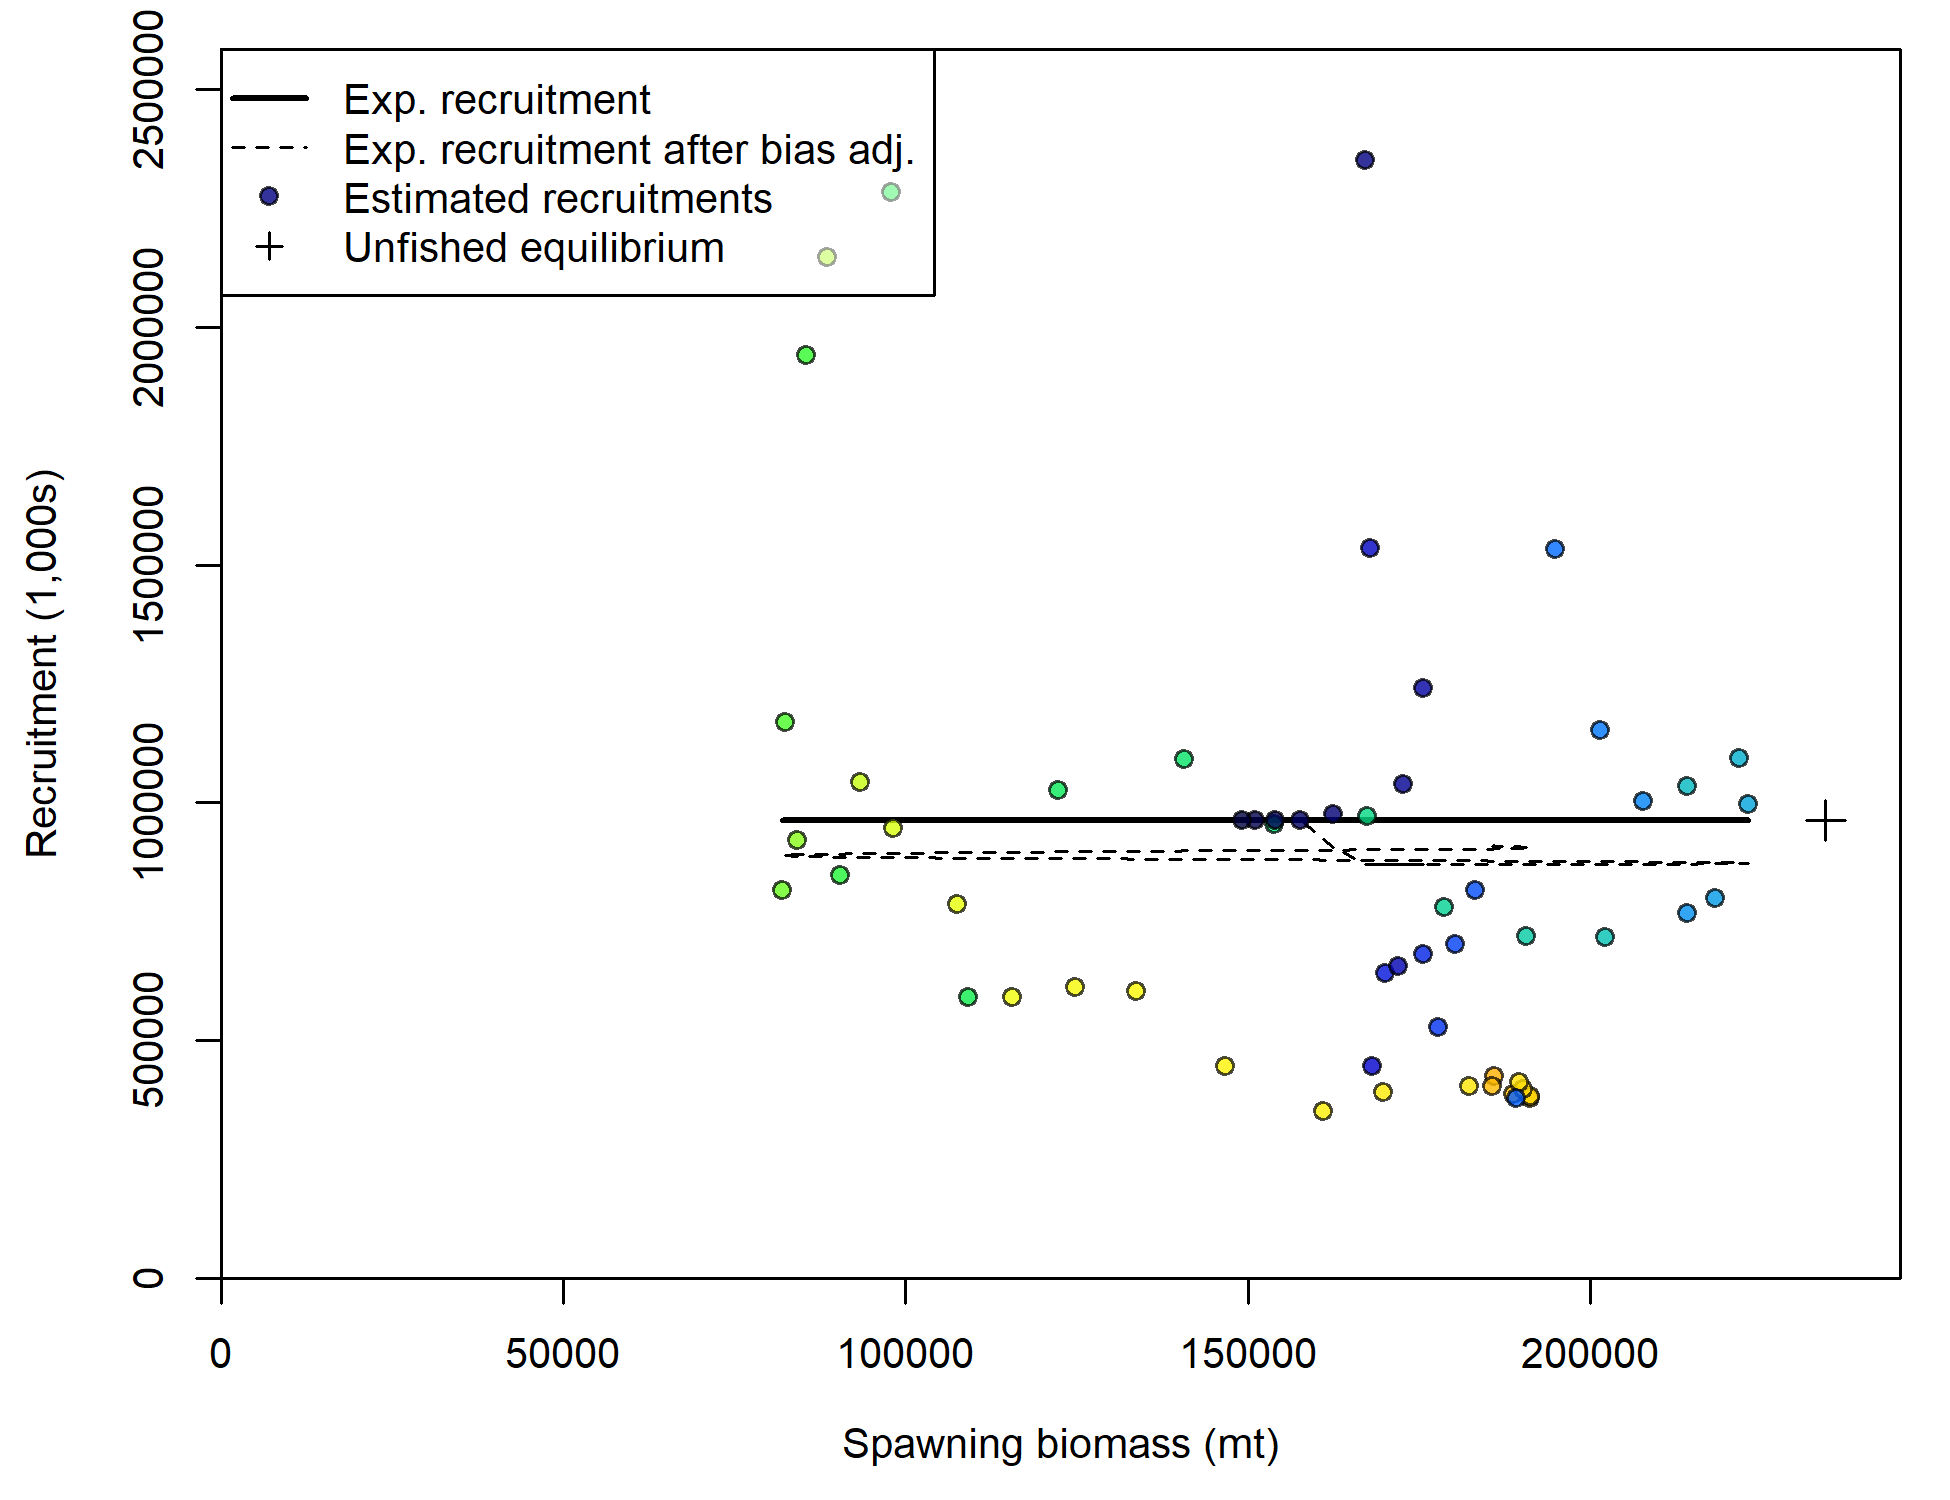 Exp. recruitment
Exp. recruitment after bias adj.
Estimated recruitments
Unfished equilibrium
Recruitment (1,000s)
2500000
2000000
1500000
1000000
500000
0
0 50000 100000 150000 200000
Spawning biomass (mt)